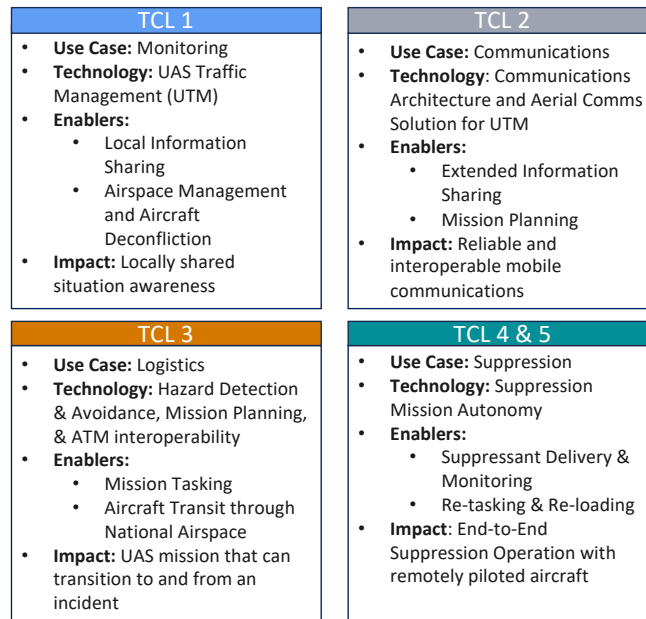 TCL 1
• Use Case: Monitoring
• Technology: UAS Traffic
Management (UTM)
• Enablers:
• Local Information
Sharing
• Airspace Management
and Aircraft
Deconfliction
• Impact: Locally shared
situation awareness
TCL 2
• Use Case: Communications
• Technology: Communications
Architecture and Aerial Comms
Solution for UTM
• Enablers:
• Extended Information
Sharing
• Mission Planning
• Impact: Reliable and
interoperable mobile
communications
TCL 3
• Use Case: Logistics
• Technology: Hazard Detection
& Avoidance, Mission Planning,
& ATM interoperability
• Enablers:
• Mission Tasking
• Aircraft Transit through
National Airspace
• Impact: UAS mission that can
transition to and from an
incident
TCL 4 & 5
• Use Case: Suppression
• Technology: Suppression
Mission Autonomy
• Enablers:
• Suppressant Delivery &
Monitoring
• Re-tasking & Re-loading
• Impact: End-to-End
Suppression Operation with
remotely piloted aircraft